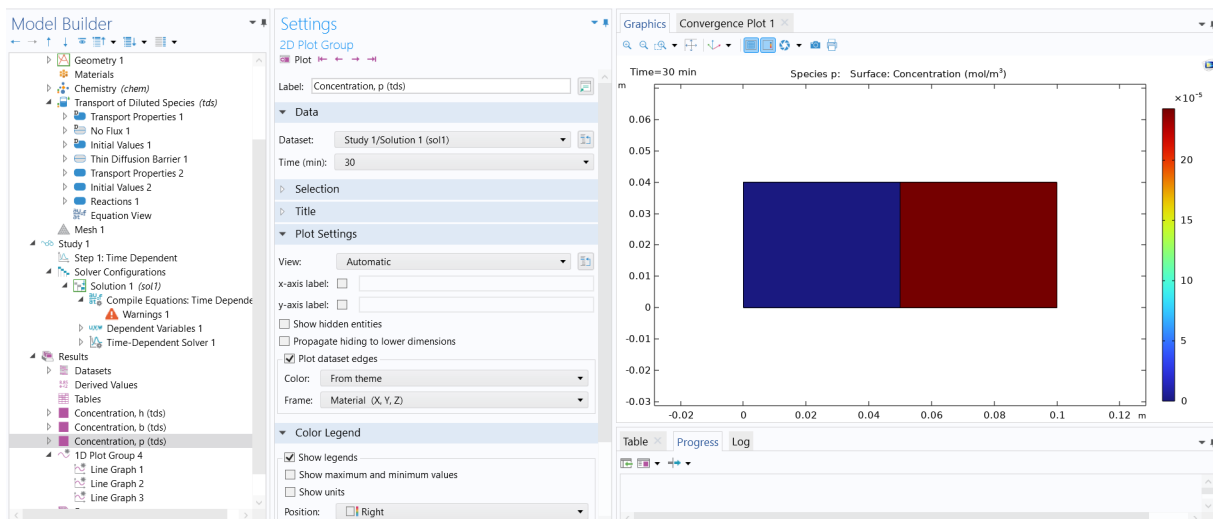 Model Builder
Geometry 1
Materials
Chemistry (chem)
Transport of Diluted Species (tds)
Transport Properties 1
No Flux 1
Initial Values 1
Thin Diffusion Barrier 1
Transport Properties 2
Initial Values 2
Reactions 1
Equation View
Mesh 1
Study 1
Step 1: Time Dependent
Solver Configurations
Solution 1 (sol1)
Compile Equations: Time Depende
Warnings 1
Dependent Variables 1
Time-Dependent Solver 1
Results
Datasets
Derived Values
Tables
Concentration, h (tds)
Concentration, b (tds)
Concentration, p (tds)
1D Plot Group 4
Line Graph 1
Line Graph 2
Line Graph 3
Settings
2D Plot Group
Plot
Label: Concentration, p (tds)
Data
Dataset: Study 1/Solution 1 (sol1)
Time (min): 30
Selection
Title
Plot Settings
View: Automatic
x-axis label:
y-axis label:
Show hidden entities
Propagate hiding to lower dimensions
Plot dataset edges
Color: From theme
Frame: Material (X, Y, Z)
Color Legend
Show legends
Show maximum and minimum values
Show units
Position: Right
Graphics Convergence Plot 1
Time=30 min Species p: Surface: Concentration (mol/m³)
m
×10⁻⁵
0.06
0.05
0.04
0.03
0.02
0.01
0
-0.01
-0.02
-0.03
-0.02 0 0.02 0.04 0.06 0.08 0.1 0.12 m
20
15
10
5
0
Table Progress Log